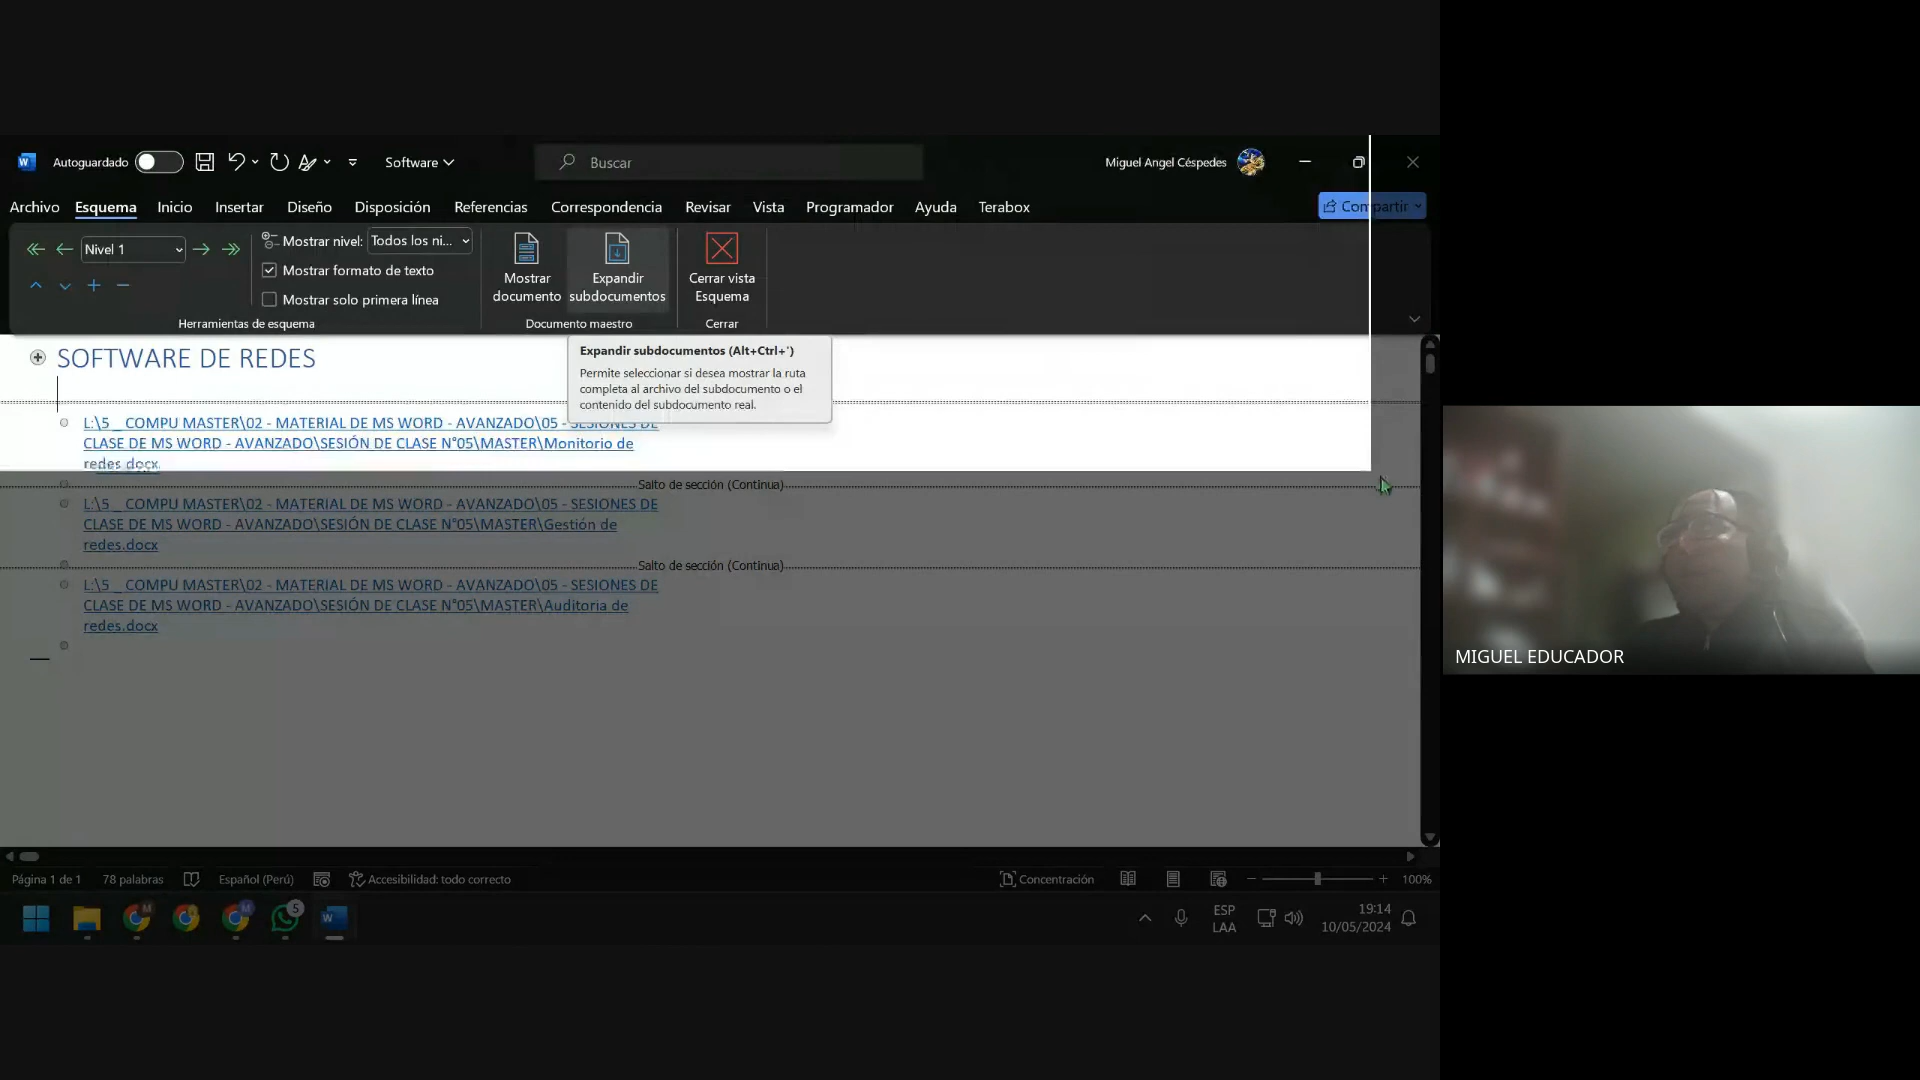 Autoguardado
Software
Buscar
Miguel Angel Céspedes
Archivo Esquema Inicio Insertar Diseño Disposición Referencias Correspondencia Revisar Vista Programador Ayuda Terabox
Compartir
Nivel 1
Mostrar nivel: Todos los ni...
Mostrar formato de texto
Mostrar solo primera línea
Herramientas de esquema
Mostrar
documento
Expandir
subdocumentos
Documento maestro
Cerrar vista
Esquema
Cerrar
SOFTWARE DE REDES
Expandir subdocumentos (Alt+Ctrl+')
Permite seleccionar si desea mostrar la ruta
completa al archivo del subdocumento o el
contenido del subdocumento real.
L:\5 _ COMPU MASTER\02 - MATERIAL DE MS WORD - AVANZADO\05 - SESIONES DE
CLASE DE MS WORD - AVANZADO\SESIÓN DE CLASE N°05\MASTER\Monitorio de
redes.docx
Salto de sección (Continua)
L:\5 _ COMPU MASTER\02 - MATERIAL DE MS WORD - AVANZADO\05 - SESIONES DE
CLASE DE MS WORD - AVANZADO\SESIÓN DE CLASE N°05\MASTER\Gestión de
redes.docx
Salto de sección (Continua)
L:\5 _ COMPU MASTER\02 - MATERIAL DE MS WORD - AVANZADO\05 - SESIONES DE
CLASE DE MS WORD - AVANZADO\SESIÓN DE CLASE N°05\MASTER\Auditoria de
redes.docx
MIGUEL EDUCADOR
Página 1 de 1 78 palabras Español (Perú) Accesibilidad: todo correcto Concentración 100%
5
ESP
LAA
19:14
10/05/2024